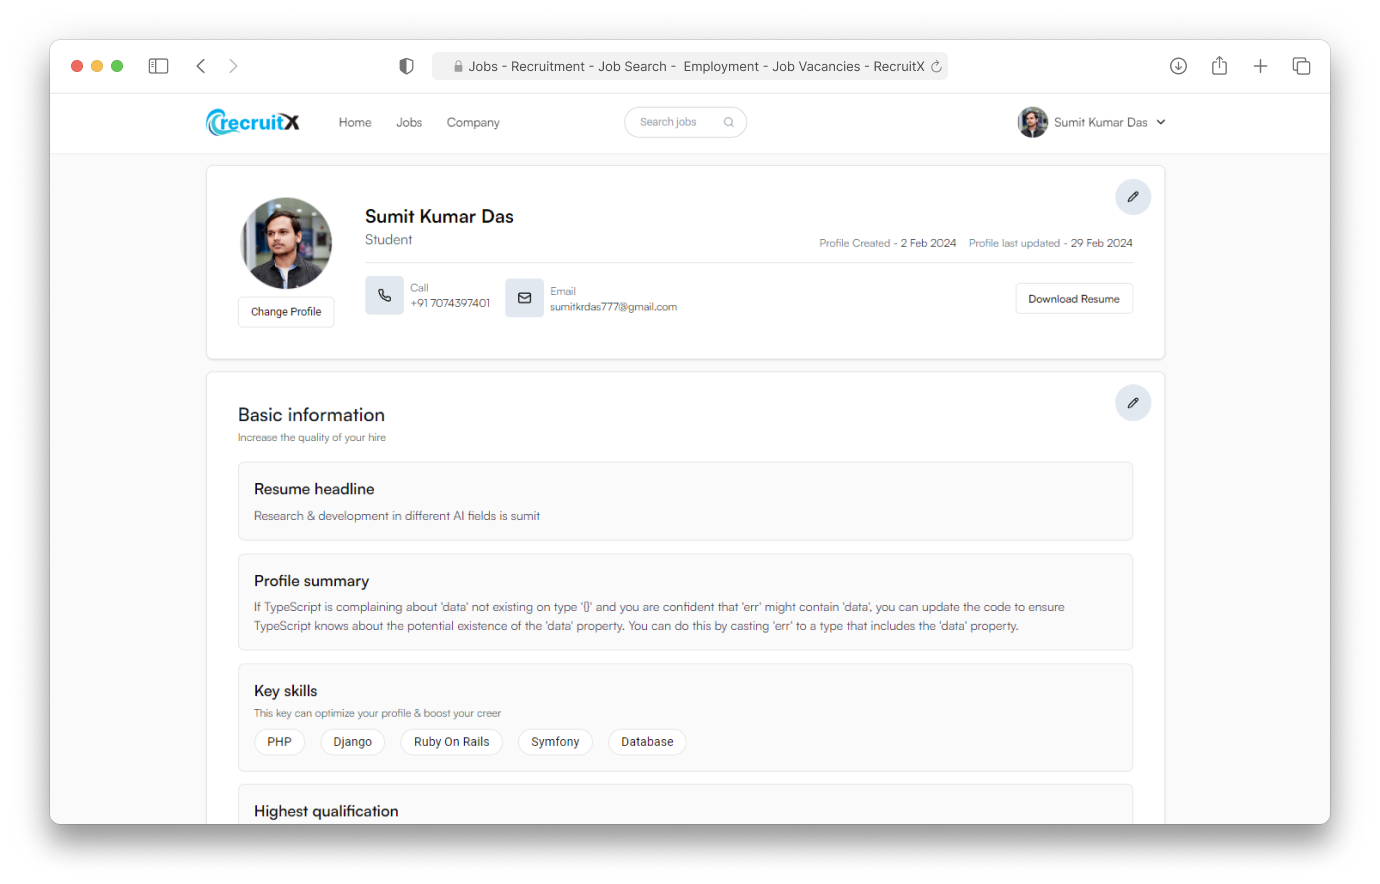 Jobs - Recruitment - Job Search - Employment - Job Vacancies - RecruitX
recruitX
Home
Jobs
Company
Search jobs
Sumit Kumar Das
Sumit Kumar Das
Student
Profile Created - 2 Feb 2024
Profile last updated - 29 Feb 2024
Call
+91 7074397401
Email
sumitkrdas777@gmail.com
Download Resume
Change Profile
Basic information
Increase the quality of your hire
Resume headline
Research & development in different AI fields is sumit
Profile summary
If TypeScript is complaining about 'data' not existing on type '{}' and you are confident that 'err' might contain 'data', you can update the code to ensure
TypeScript knows about the potential existence of the 'data' property. You can do this by casting 'err' to a type that includes the 'data' property.
Key skills
This key can optimize your profile & boost your creer
PHP
Django
Ruby On Rails
Symfony
Database
Highest qualification